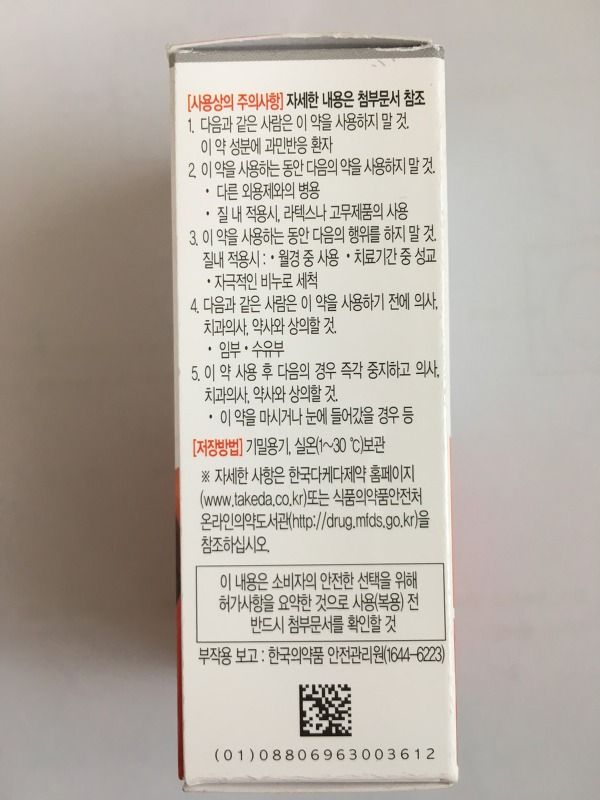 [사용상의 주의사항] 자세한 내용은 첨부문서 참조
1. 다음과 같은 사람은 이 약을 사용하지 말 것.
이 약 성분에 과민반응 환자
2. 이 약을 사용하는 동안 다음의 약을 사용하지 말 것.
• 다른 외용제와의 병용
• 질 내 적용시, 라텍스나 고무제품의 사용
3. 이 약을 사용하는 동안 다음의 행위를 하지 말 것.
질내 적용시 : • 월경 중 사용 • 치료기간 중 성교
• 자극적인 비누로 세척
4. 다음과 같은 사람은 이 약을 사용하기 전에 의사,
치과의사, 약사와 상의할 것.
• 임부 • 수유부
5. 이 약 사용 후 다음의 경우 즉각 중지하고 의사,
치과의사, 약사와 상의할 것.
• 이 약을 마시거나 눈에 들어갔을 경우 등
[저장방법] 기밀용기, 실온(1~30 ℃)보관
※ 자세한 사항은 한국다케다제약 홈페이지
(www.takeda.co.kr)또는 식품의약품안전처
온라인의약도서관(http://drug.mfds.go.kr)을
참조하십시오.
이 내용은 소비자의 안전한 선택을 위해
허가사항을 요약한 것으로 사용(복용) 전
반드시 첨부문서를 확인할 것
부작용 보고 : 한국의약품 안전관리원(1644-6223)
(01)08806963003612